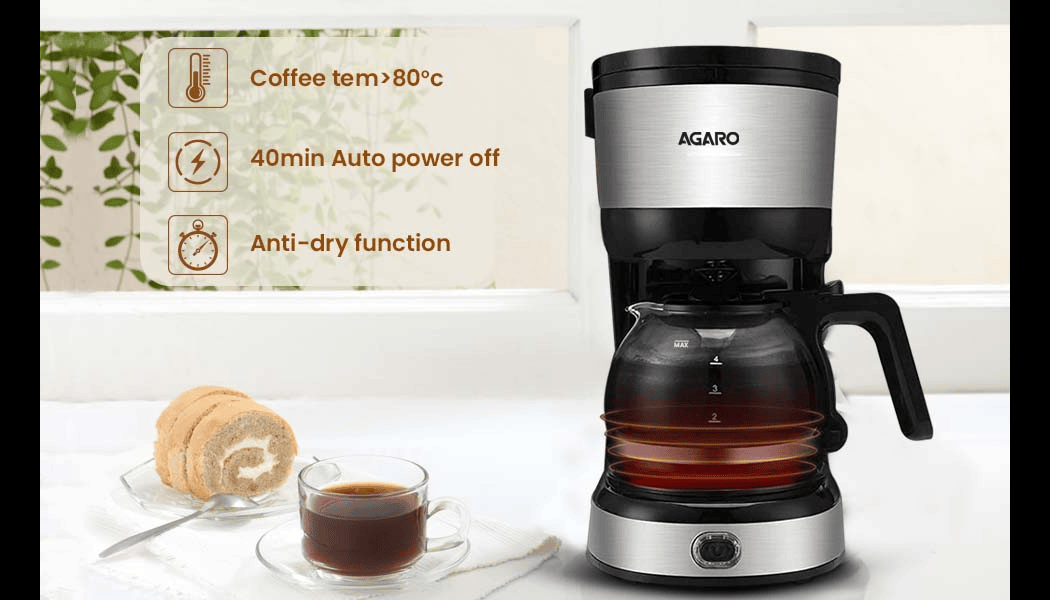 Coffee tem>80°c
40min Auto power off
Anti-dry function
AGARO
MAX
4
3
2